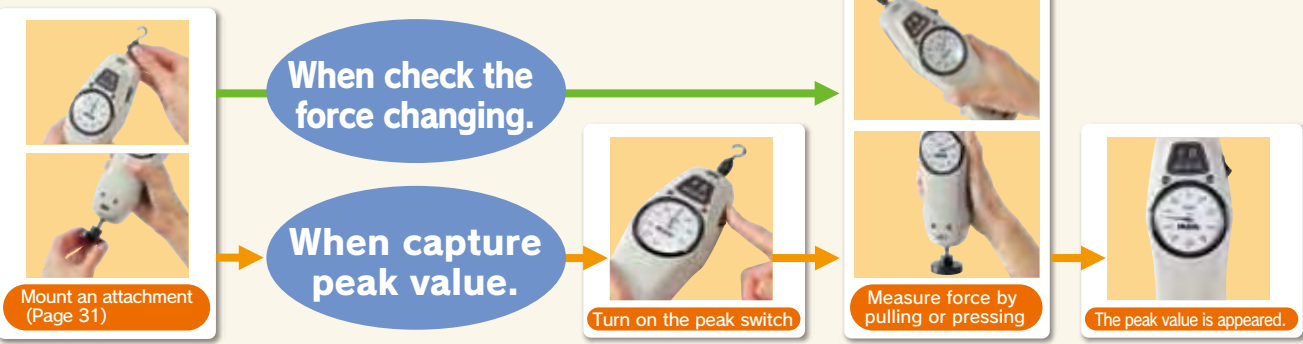 When check the
force changing.
When capture
peak value.
Mount an attachment
(Page 31)
Turn on the peak switch
Measure force by
pulling or pressing
The peak value is appeared.